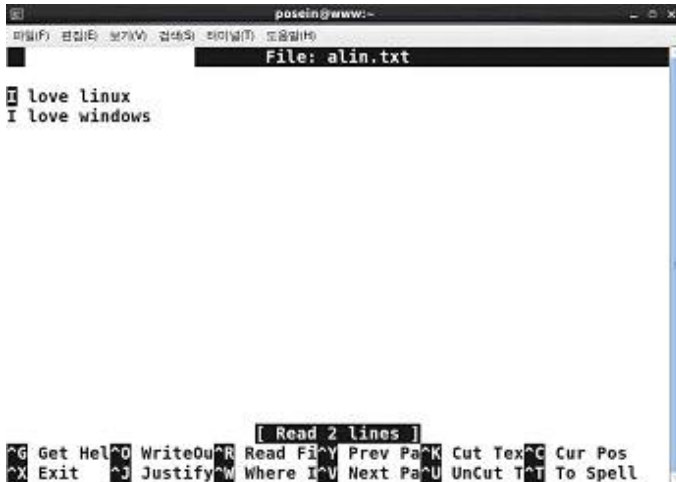 posein@www:~
파일(F) 편집(E) 보기(V) 검색(S) 터미널(T) 도움말(H)
File: alin.txt
I love linux
I love windows
[ Read 2 lines ]
^G Get Hel^O WriteOu^R Read Fi^Y Prev Pa^K Cut Tex^C Cur Pos
^X Exit ^J Justify^W Where I^V Next Pa^U UnCut T^T To Spell